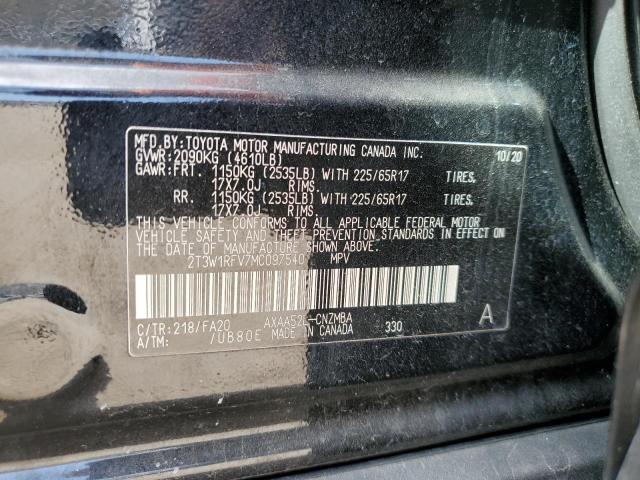 MFD.BY:TOYOTA MOTOR MANUFACTURING CANADA INC. 10/20
GVWR:2090KG (4610LB)
GAWR:FRT. 1150KG (2535LB) WITH 225/65R17 TIRES,
17X7.0J RIMS,
RR. 1150KG (2535LB) WITH 225/65R17 TIRES,
17X7.0J RIMS.
THIS VEHICLE CONFORMS TO ALL APPLICABLE FEDERAL MOTOR
VEHICLE SAFETY AND BUMPER STANDARDS IN EFFECT ON
THE DATE OF MANUFACTURE SHOWN ABOVE.
2T3W1RFV7MC097540 MPV
C/TR:218/FA20 AXAA52L-CNZMBA 330 A
A/TM: /UB80E MADE IN CANADA